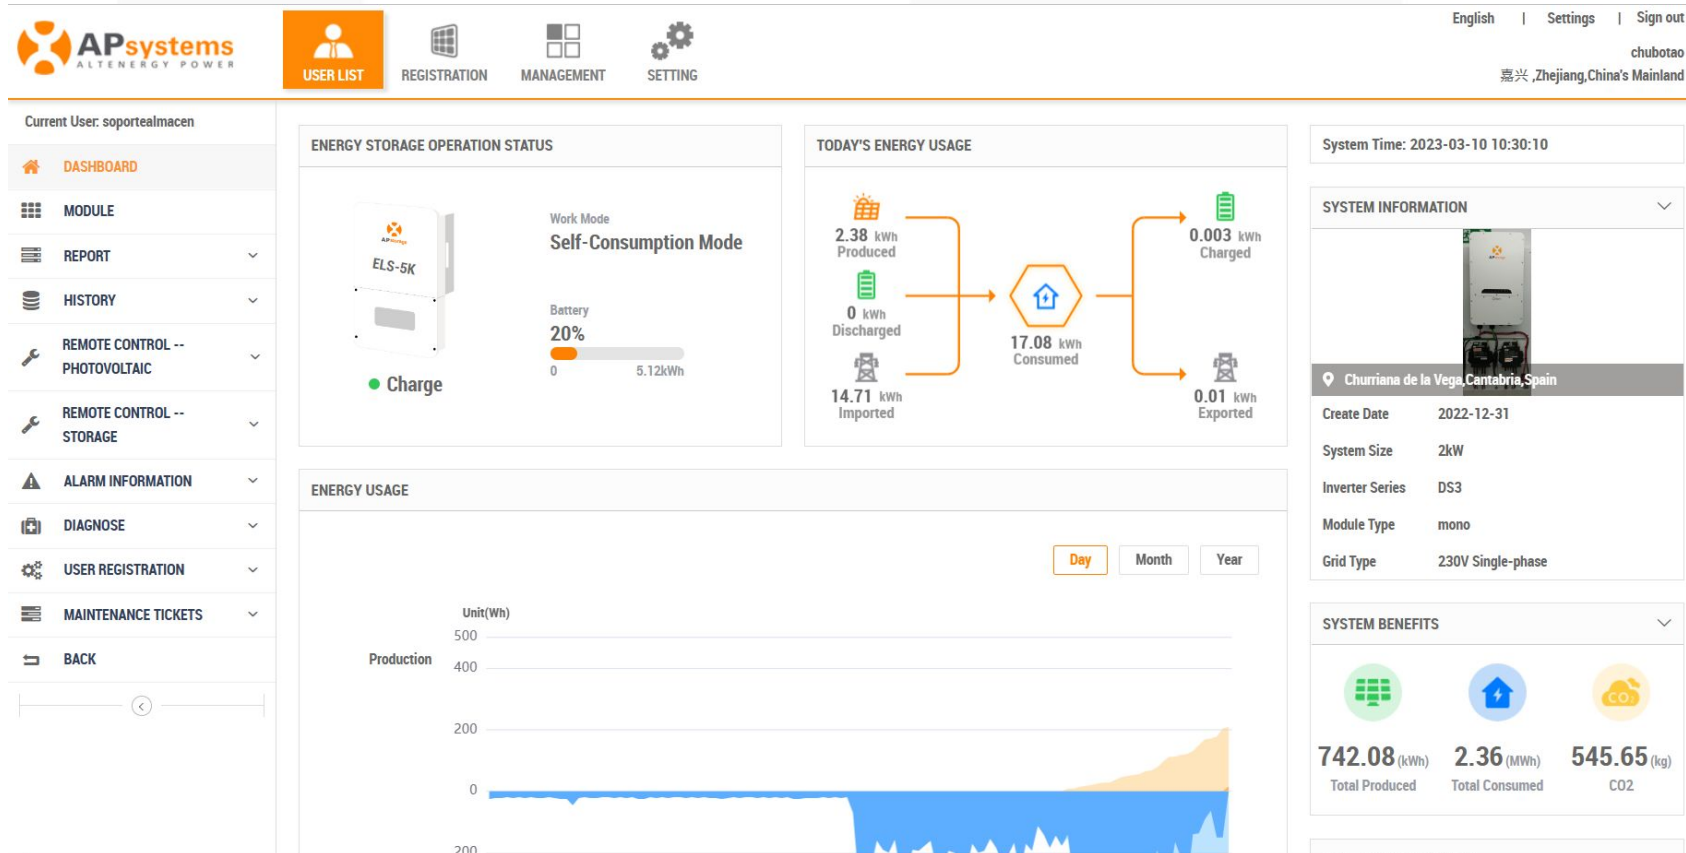 APsystems
ALTENERGY POWER
USER LIST
REGISTRATION
MANAGEMENT
SETTING
English | Settings | Sign out
chubotao
嘉兴 ,Zhejiang,China's Mainland
Current User: soportealmacen
DASHBOARD
MODULE
REPORT
HISTORY
REMOTE CONTROL --
PHOTOVOLTAIC
REMOTE CONTROL --
STORAGE
ALARM INFORMATION
DIAGNOSE
USER REGISTRATION
MAINTENANCE TICKETS
BACK
ENERGY STORAGE OPERATION STATUS
ELS-5K
Charge
Work Mode
Self-Consumption Mode
Battery
20%
0 5.12kWh
TODAY'S ENERGY USAGE
2.38 kWh
Produced
0 kWh
Discharged
14.71 kWh
Imported
17.08 kWh
Consumed
0.003 kWh
Charged
0.01 kWh
Exported
ENERGY USAGE
Day
Month
Year
Unit(Wh)
Production
500
400
200
0
200
System Time: 2023-03-10 10:30:10
SYSTEM INFORMATION
Churriana de la Vega,Cantabria,Spain
Create Date 2022-12-31
System Size 2kW
Inverter Series DS3
Module Type mono
Grid Type 230V Single-phase
SYSTEM BENEFITS
742.08 (kWh)
Total Produced
2.36 (MWh)
Total Consumed
CO2
545.65 (kg)
CO2